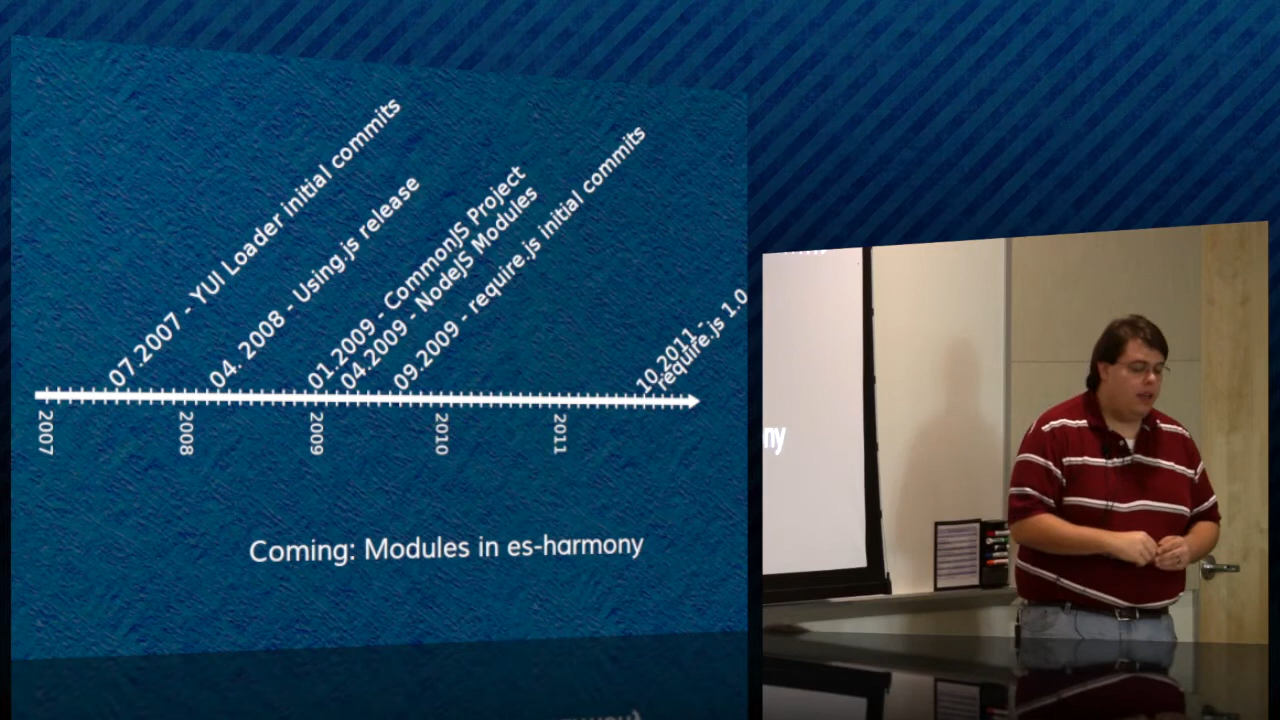 07.2007 - YUI Loader initial commits
04. 2008 - Using.js release
01.2009 - CommonJS Project
04.2009 - NodeJS Modules
09.2009 - require.js initial commits
10.2011 -
require.js 1.0
2007
2008
2009
2010
2011
Coming: Modules in es-harmony
ny